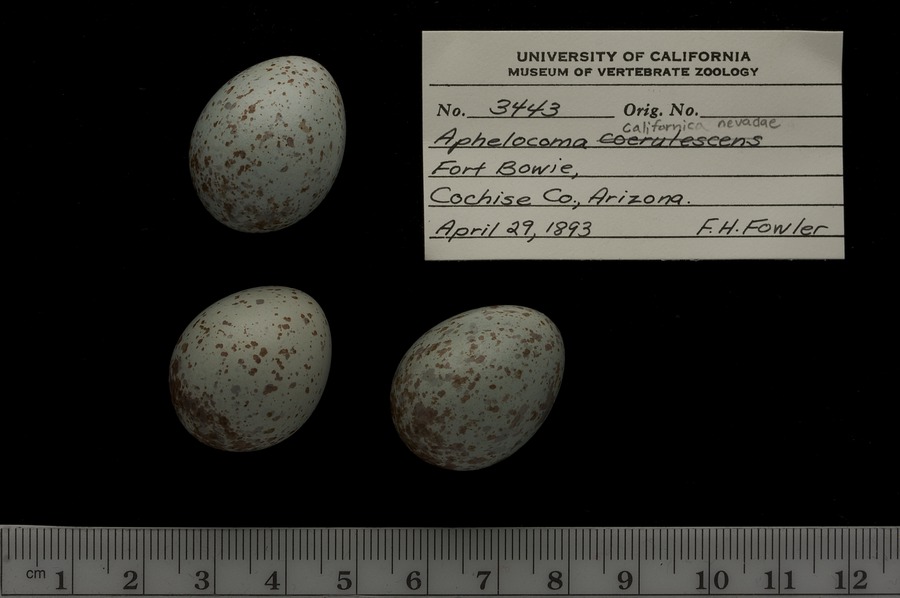 UNIVERSITY OF CALIFORNIA
MUSEUM OF VERTEBRATE ZOOLOGY
No. 3443 Orig. No.
californica nevadae
Aphelocoma coerulescens
Fort Bowie,
Cochise Co., Arizona.
April 29, 1893 F.H. Fowler
cm 1 2 3 4 5 6 7 8 9 10 11 12